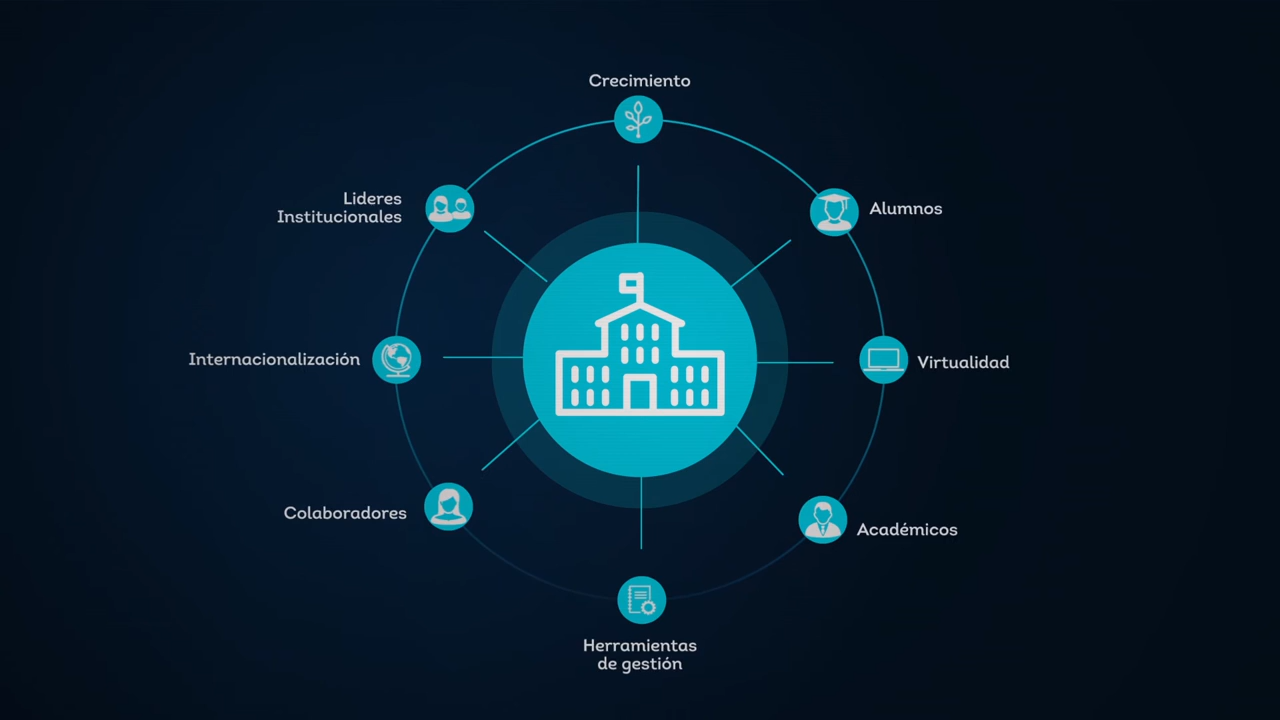 Crecimiento
Lideres
Institucionales
Alumnos
Internacionalización
Virtualidad
Colaboradores
Académicos
Herramientas
de gestión